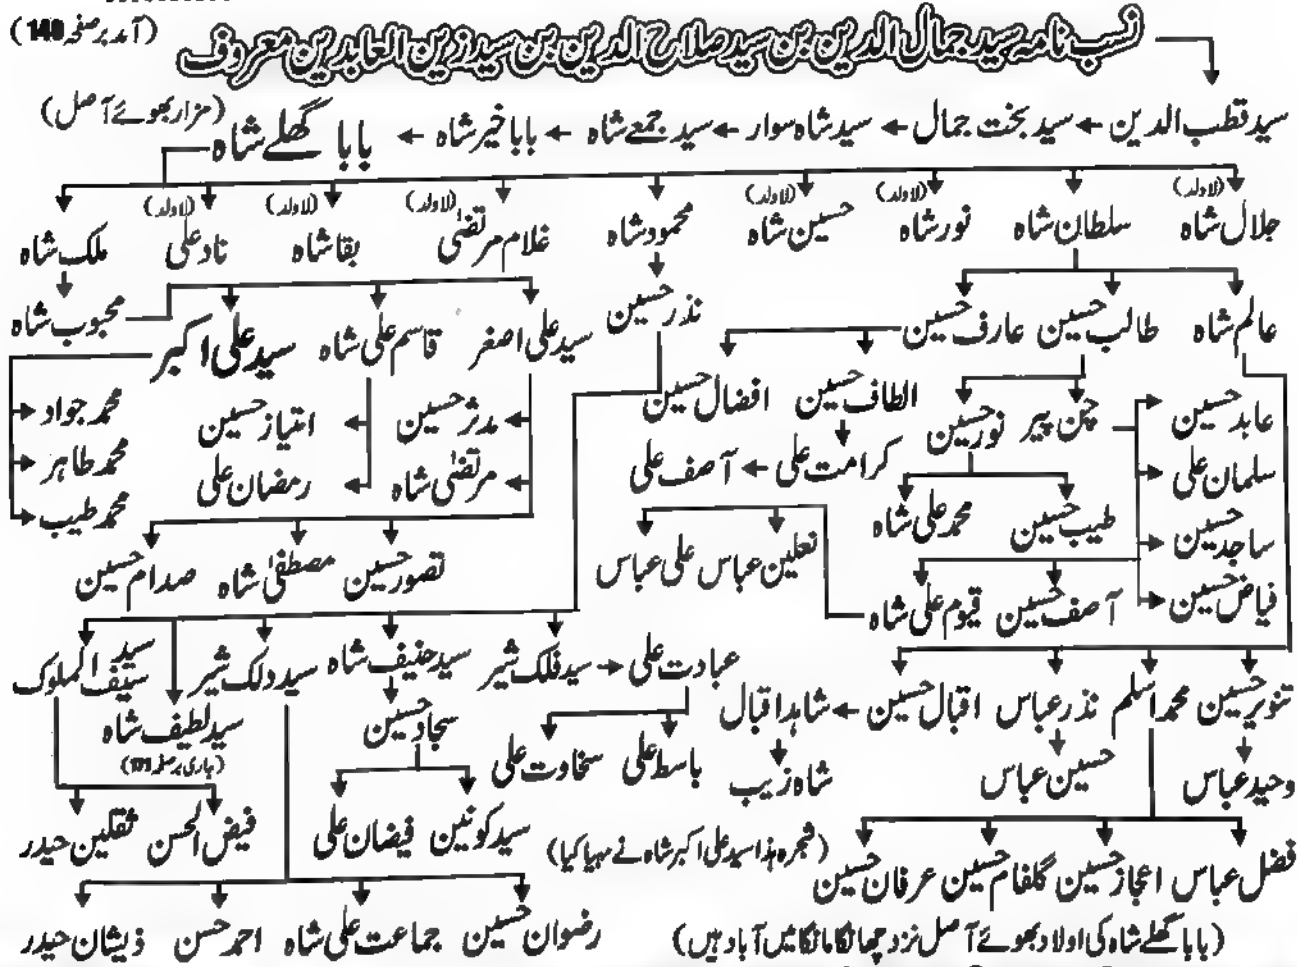 (آمد بر صفحہ 140)
نسب نامہ سید جمال الدین بن سید صلاح الدین بن سید زین العابدین معروف
سید قطب الدین ← سید بخت جمال ← سید شاہ سوار ← سید جمعے شاہ ← بابا خیر شاہ ← بابا گھلے شاہ (مزار بھوئے آصل)
(لاولد) (لاولد) (لاولد) (لاولد) (لاولد) (لاولد)
جلال شاہ سلطان شاہ نور شاہ حسین شاہ محمود شاہ غلام مرتضیٰ بقا شاہ ناد علی ملک شاہ
عالم شاہ طالب حسین عارف حسین نذر حسین سید علی اصغر قاسم علی شاہ سید علی اکبر محبوب شاہ
عابد حسین چن پیر نور حسین الطاف حسین افضال حسین مدثر حسین امتیاز حسین محمد جواد
سلمان علی کرامت علی ← آصف علی مرتضیٰ شاہ رمضان علی محمد طاہر
ساجد حسین طیب حسین محمد علی شاہ محمد طیب
فیاض حسین آصف حسین قیوم علی شاہ نعلین عباس علی عباس تصور حسین مصطفیٰ شاہ صدام حسین
تنویر حسین محمد اسلم نذر عباس اقبال حسین ← شاہد اقبال عبادت علی ← سید فلک شیر سید حنیف شاہ سید دلک شیر سید سیف الملوک
وحید عباس حسین عباس شاہ زیب باسط علی سخاوت علی سجاد حسین سید لطیف شاہ
(جاری بر صفحہ 171)
سید کونین فیضان علی فیض الحسن ثقلین حیدر
(شجرہ ہذا سید علی اکبر شاہ نے مہیا کیا)
فضل عباس اعجاز حسین گلفام حسین عرفان حسین
رضوان حسین جماعت علی شاہ احمد حسن ذیشان حیدر
(بابا گھلے شاہ کی اولاد بھوئے آصل نزد چھانگا مانگا میں آباد ہیں)